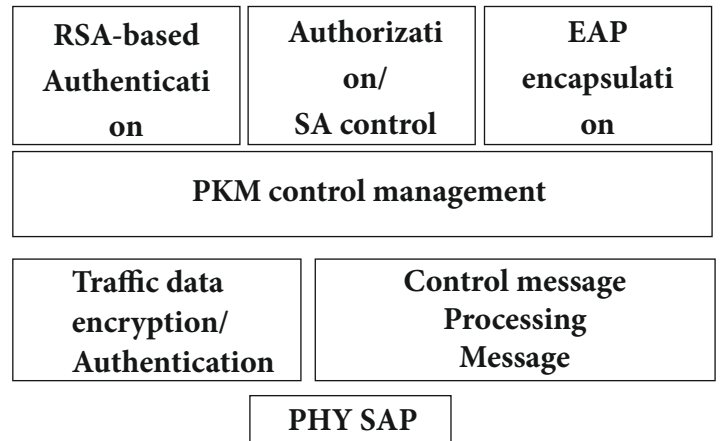 RSA-based
Authenticati
on
Authorizati
on/
SA control
EAP
encapsulati
on
PKM control management
Traffic data
encryption/
Authentication
Control message
Processing
Message
PHY SAP